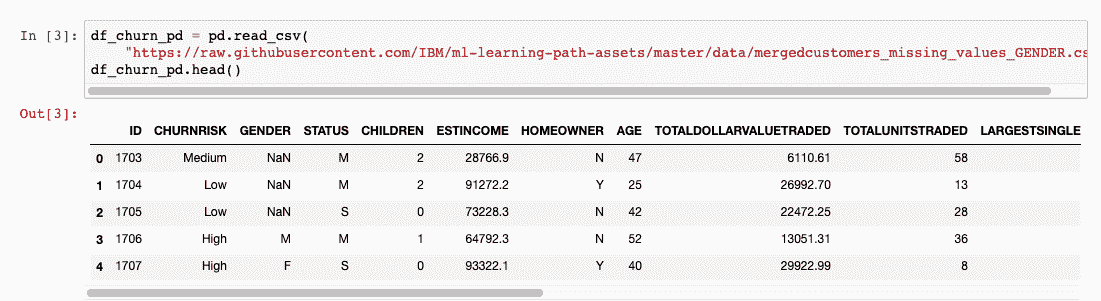 In [3]: df_churn_pd = pd.read_csv(
"https://raw.githubusercontent.com/IBM/ml-learning-path-assets/master/data/mergedcustomers_missing_values_GENDER.cs
df_churn_pd.head()
Out[3]:
ID CHURNRISK GENDER STATUS CHILDREN ESTINCOME HOMEOWNER AGE TOTALDOLLARVALUETRADED TOTALUNITSTRADED LARGESTSINGLE
0 1703 Medium NaN M 2 28766.9 N 47 6110.61 58
1 1704 Low NaN M 2 91272.2 Y 25 26992.70 13
2 1705 Low NaN S 0 73228.3 N 42 22472.25 28
3 1706 High M M 1 64792.3 N 52 13051.31 36
4 1707 High F S 0 93322.1 Y 40 29922.99 8